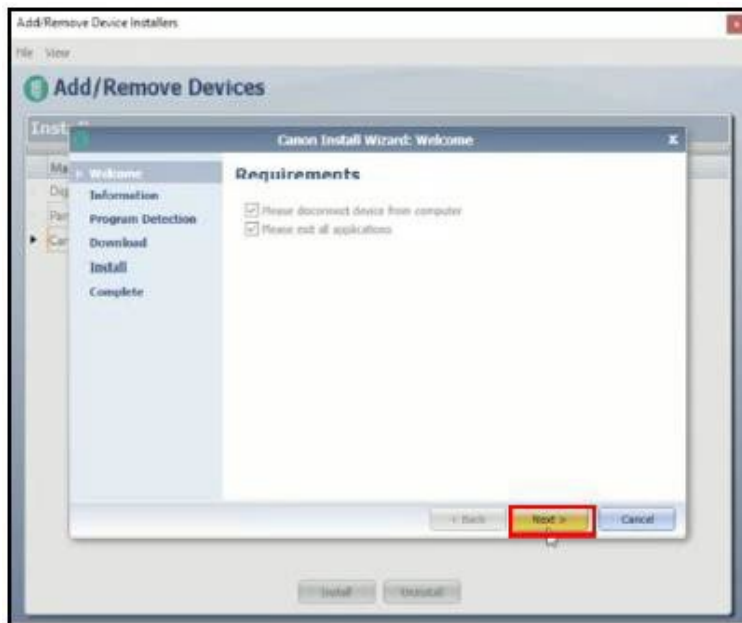 Add/Remove Device Installers
File View
Add/Remove Devices
Canon Install Wizard: Welcome
x
Welcome
Information
Program Detection
Download
Install
Complete
Requirements
Please disconnect device from computer
Please exit all applications
< Back
Next >
Cancel
Install
Uninstall